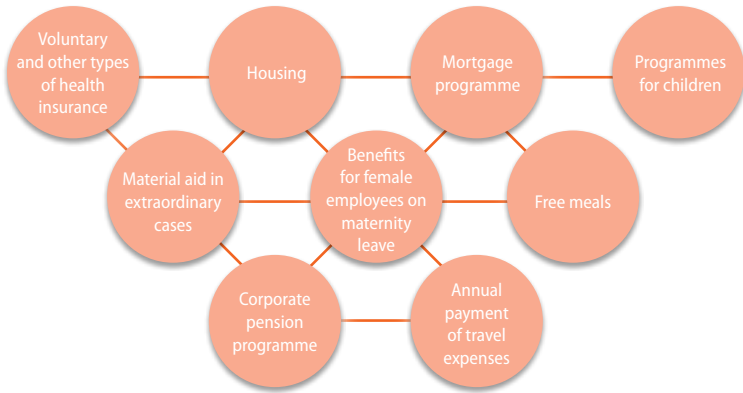 Voluntary
and other types
of health
insurance
Housing
Mortgage
programme
Programmes
for children
Material aid in
extraordinary
cases
Benefits
for female
employees on
maternity
leave
Free meals
Corporate
pension
programme
Annual
payment
of travel
expenses